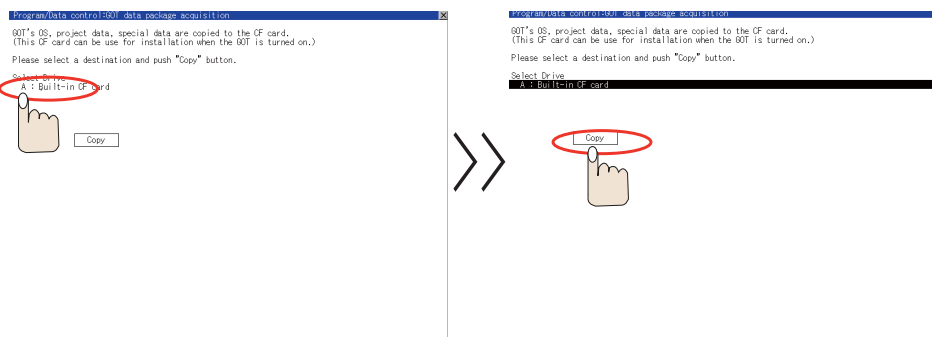 Program/Data control:GOT data package acquisition
GOT's OS, project data, special data are copied to the CF card.
(This CF card can be use for installation when the GOT is turned on.)
Please select a destination and push "Copy" button.
Select Drive
A : Built-in CF card
Copy
Program/Data control:GOT data package acquisition
GOT's OS, project data, special data are copied to the CF card.
(This CF card can be use for installation when the GOT is turned on.)
Please select a destination and push "Copy" button.
Select Drive
A : Built-in CF card
Copy